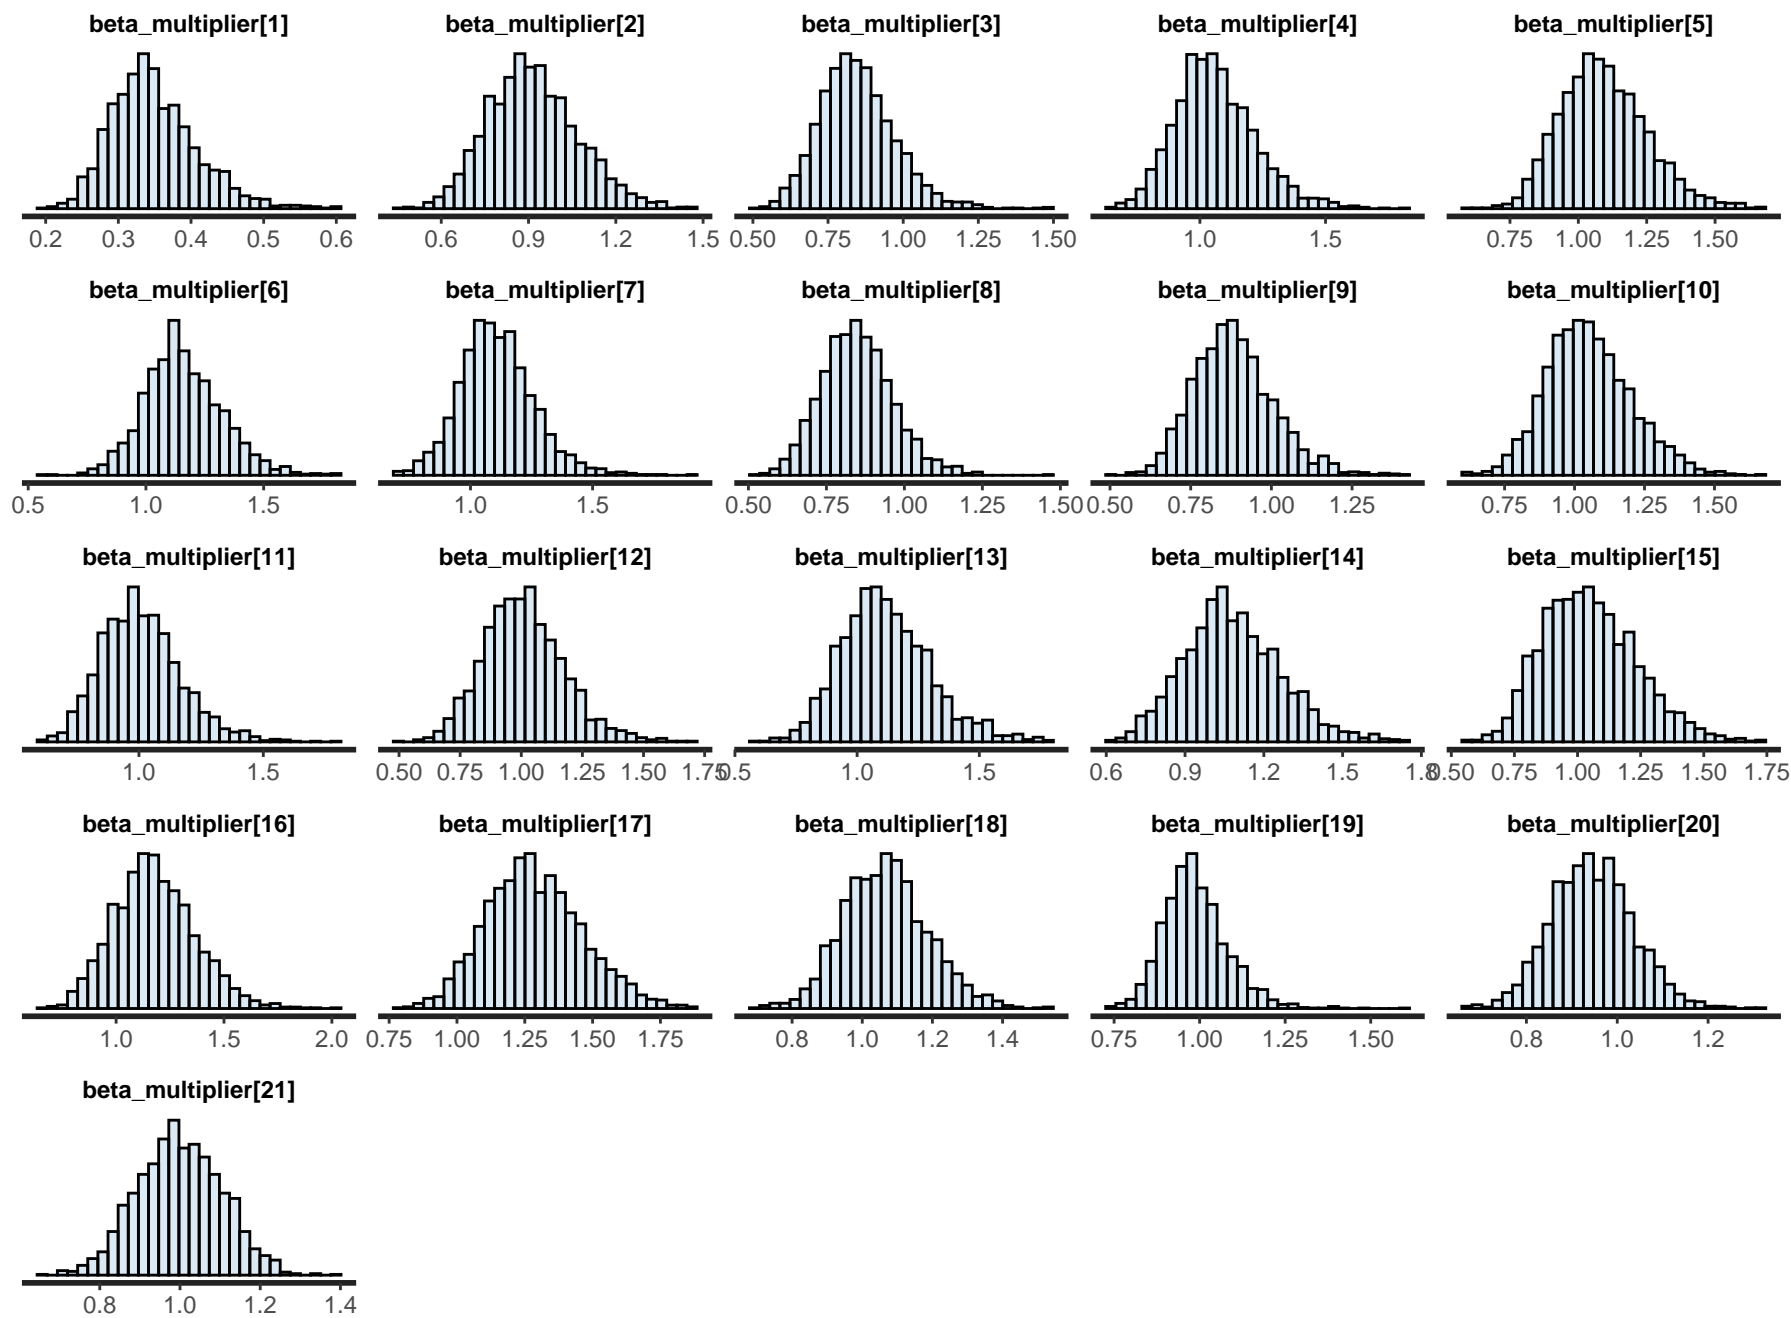 beta_multiplier[1] beta_multiplier[2] beta_multiplier[3] beta_multiplier[4] beta_multiplier[5]
0.2 0.3 0.4 0.5 0.6 0.6 0.9 1.2 1.5 0.50 0.75 1.00 1.25 1.50 1.0 1.5 0.75 1.00 1.25 1.50
beta_multiplier[6] beta_multiplier[7] beta_multiplier[8] beta_multiplier[9] beta_multiplier[10]
0.5 1.0 1.5 1.0 1.5 0.50 0.75 1.00 1.25 1.50 0.50 0.75 1.00 1.25 0.75 1.00 1.25 1.50
beta_multiplier[11] beta_multiplier[12] beta_multiplier[13] beta_multiplier[14] beta_multiplier[15]
1.0 1.5 0.50 0.75 1.00 1.25 1.50 1.75 0.5 1.0 1.5 0.6 0.9 1.2 1.5 1.8 0.50 0.75 1.00 1.25 1.50 1.75
beta_multiplier[16] beta_multiplier[17] beta_multiplier[18] beta_multiplier[19] beta_multiplier[20]
1.0 1.5 2.0 0.75 1.00 1.25 1.50 1.75 0.8 1.0 1.2 1.4 0.75 1.00 1.25 1.50 0.8 1.0 1.2
beta_multiplier[21]
0.8 1.0 1.2 1.4